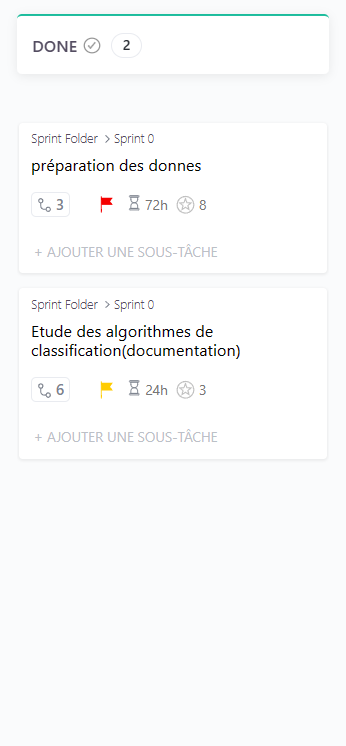 DONE 2
Sprint Folder > Sprint 0
préparation des donnes
3 72h 8
+ AJOUTER UNE SOUS-TÂCHE
Sprint Folder > Sprint 0
Etude des algorithmes de
classification(documentation)
6 24h 3
+ AJOUTER UNE SOUS-TÂCHE